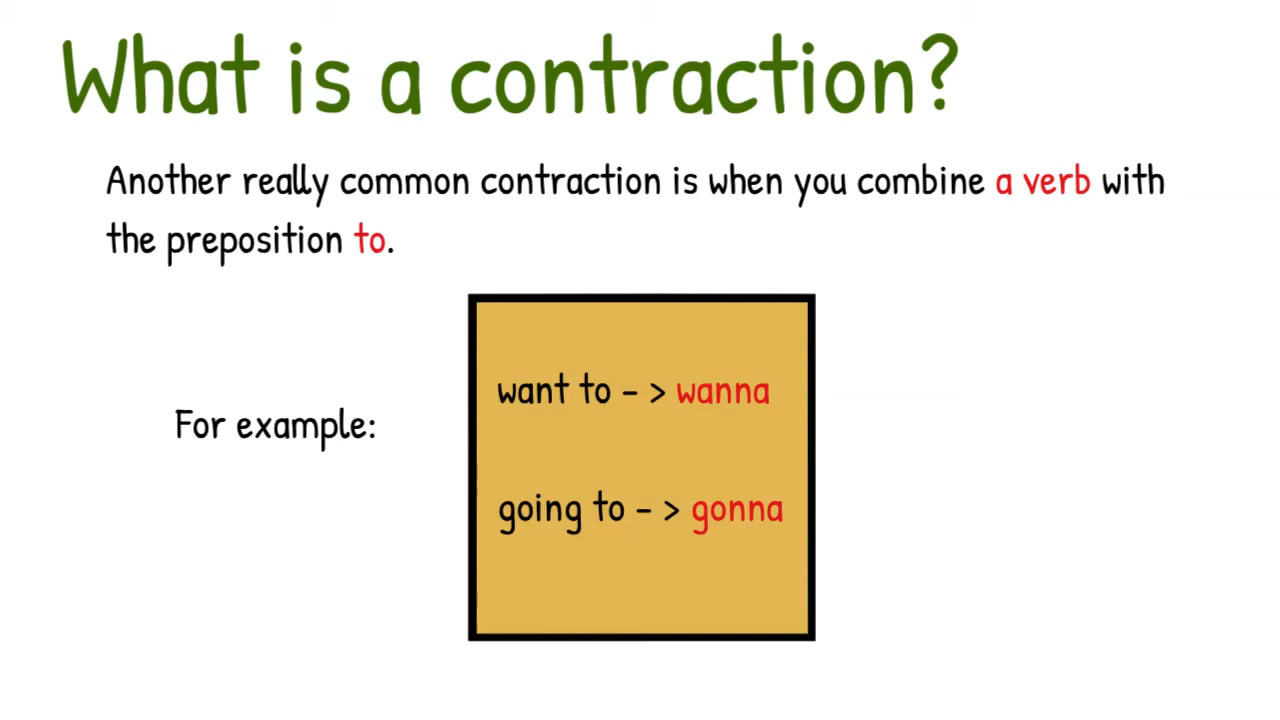 What is a contraction?
Another really common contraction is when you combine a verb with
the preposition to.
want to - > wanna
For example:
going to - > gonna